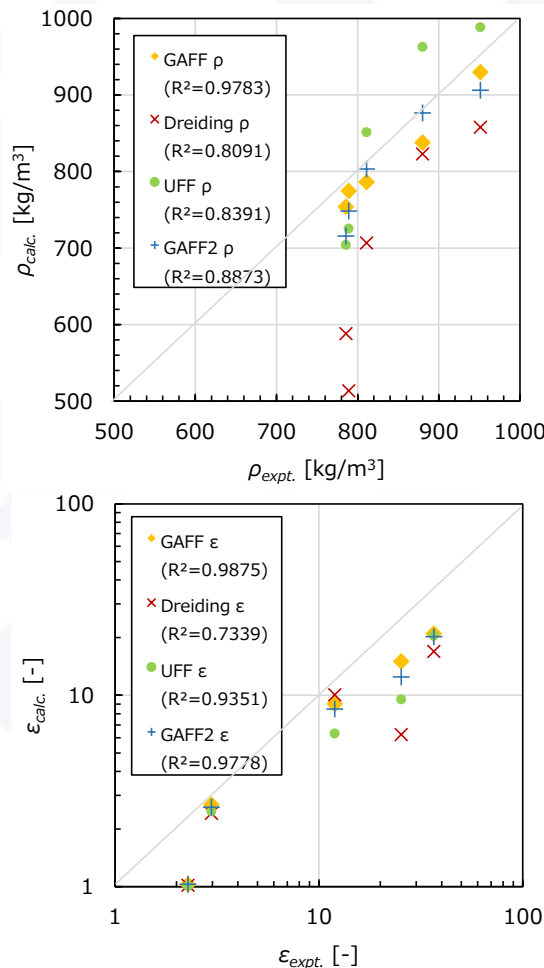 1000
900
800
700
600
500
ρcalc. [kg/m³]
GAFF ρ
(R²=0.9783)
Dreiding ρ
(R²=0.8091)
UFF ρ
(R²=0.8391)
GAFF2 ρ
(R²=0.8873)
500 600 700 800 900 1000
ρexpt. [kg/m³]
100
10
1
εcalc. [-]
GAFF ε
(R²=0.9875)
Dreiding ε
(R²=0.7339)
UFF ε
(R²=0.9351)
GAFF2 ε
(R²=0.9778)
1 10 100
εexpt. [-]